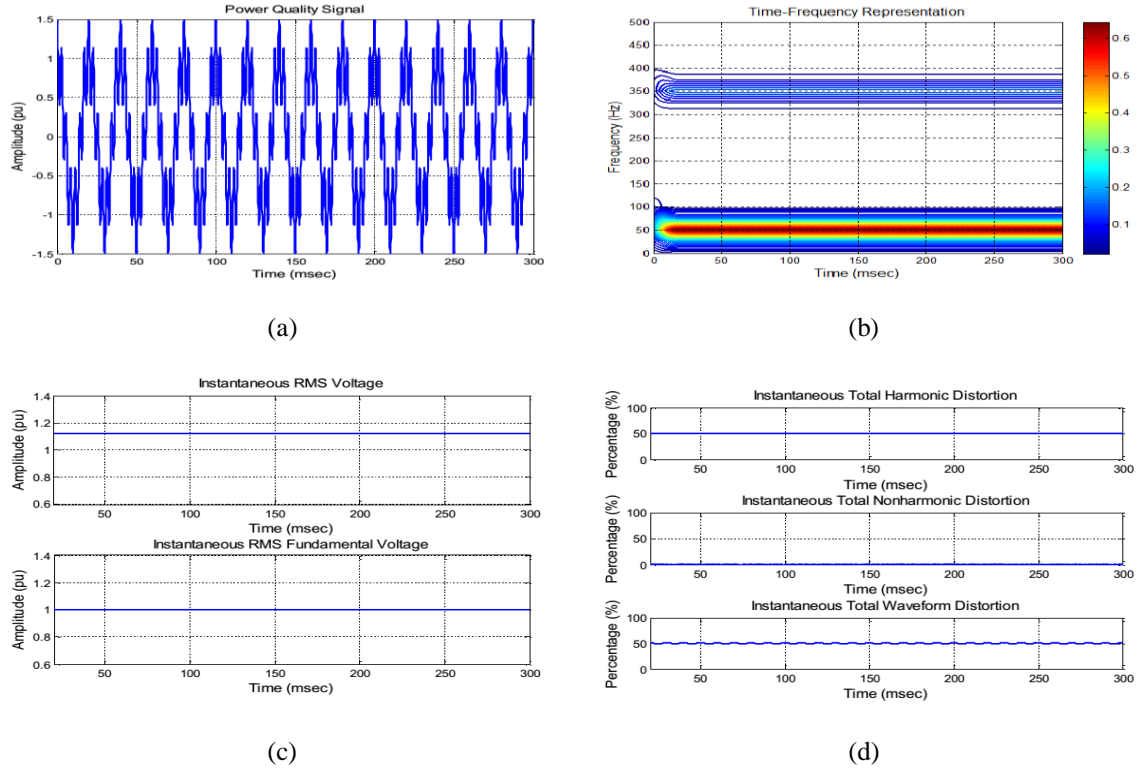 Power Quality Signal
Amplitude (pu)
1.5
1
0.5
0
-0.5
-1
-1.5
0 50 100 150 200 250 300
Time (msec)
(a)
Time-Frequency Representation
Frequency (Hz)
500
450
400
350
300
250
200
150
100
50
0
0 50 100 150 200 250 300
Time (msec)
0.6
0.5
0.4
0.3
0.2
0.1
(b)
Instantaneous RMS Voltage
Amplitude (pu)
1.4
1.2
1
0.8
0.6
50 100 150 200 250 300
Time (msec)
Instantaneous RMS Fundamental Voltage
Amplitude (pu)
1.4
1.2
1
0.8
0.6
50 100 150 200 250 300
Time (msec)
(c)
Instantaneous Total Harmonic Distortion
Percentage (%)
100
50
0
50 100 150 200 250 300
Time (msec)
Instantaneous Total Nonharmonic Distortion
Percentage (%)
100
50
0
50 100 150 200 250 300
Time (msec)
Instantaneous Total Waveform Distortion
Percentage (%)
100
50
0
50 100 150 200 250 300
Time (msec)
(d)